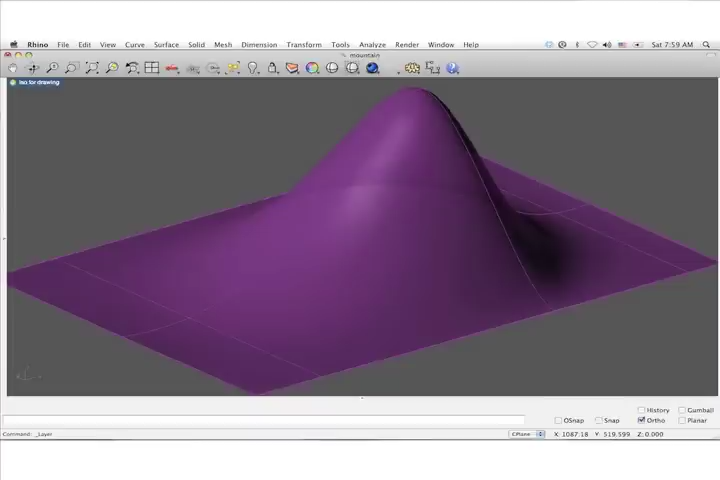 Rhino File Edit View Curve Surface Solid Mesh Dimension Transform Tools Analyze Render Window Help Sat 7:59 AM
mountain
iso for drawing
History Gumball
OSnap Snap Ortho Planar
Command: _Layer CPlane X: 1087.18 Y: 519.599 Z: 0.000